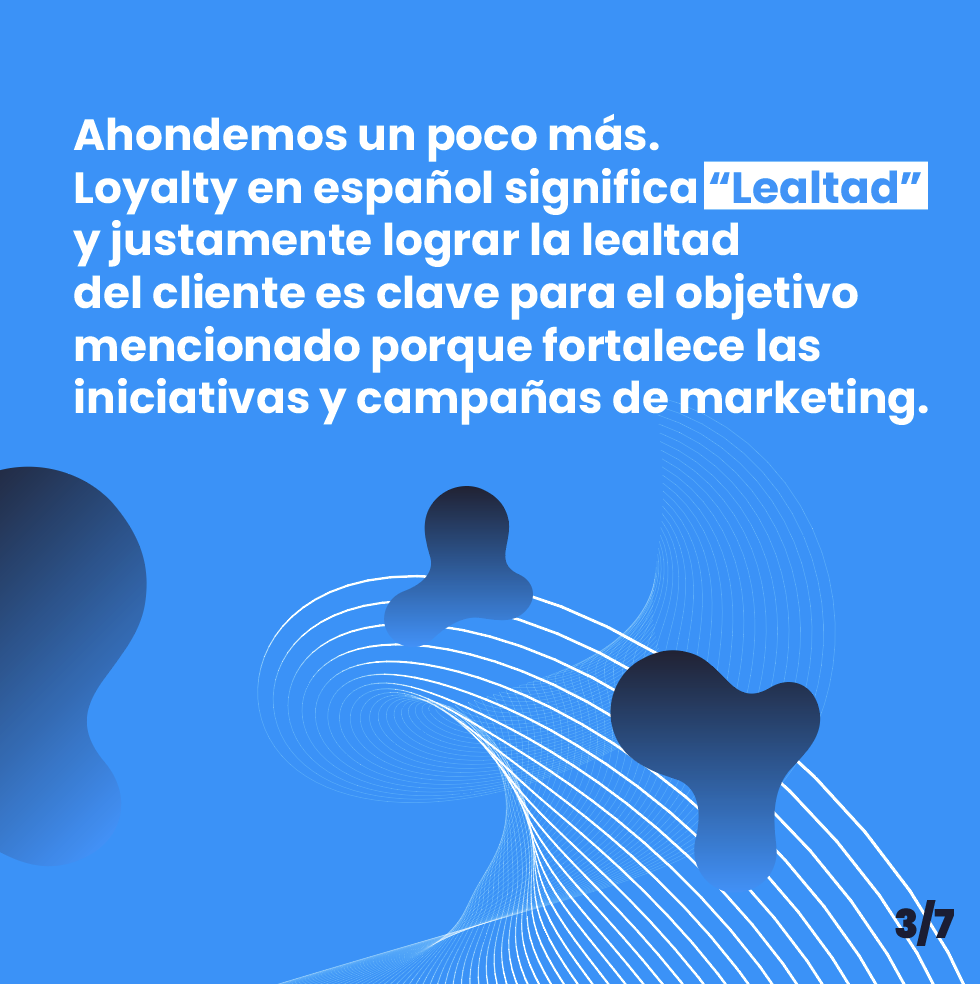 Ahondemos un poco más.
Loyalty en español significa “Lealtad”
y justamente lograr la lealtad
del cliente es clave para el objetivo
mencionado porque fortalece las
iniciativas y campañas de marketing.
3/7